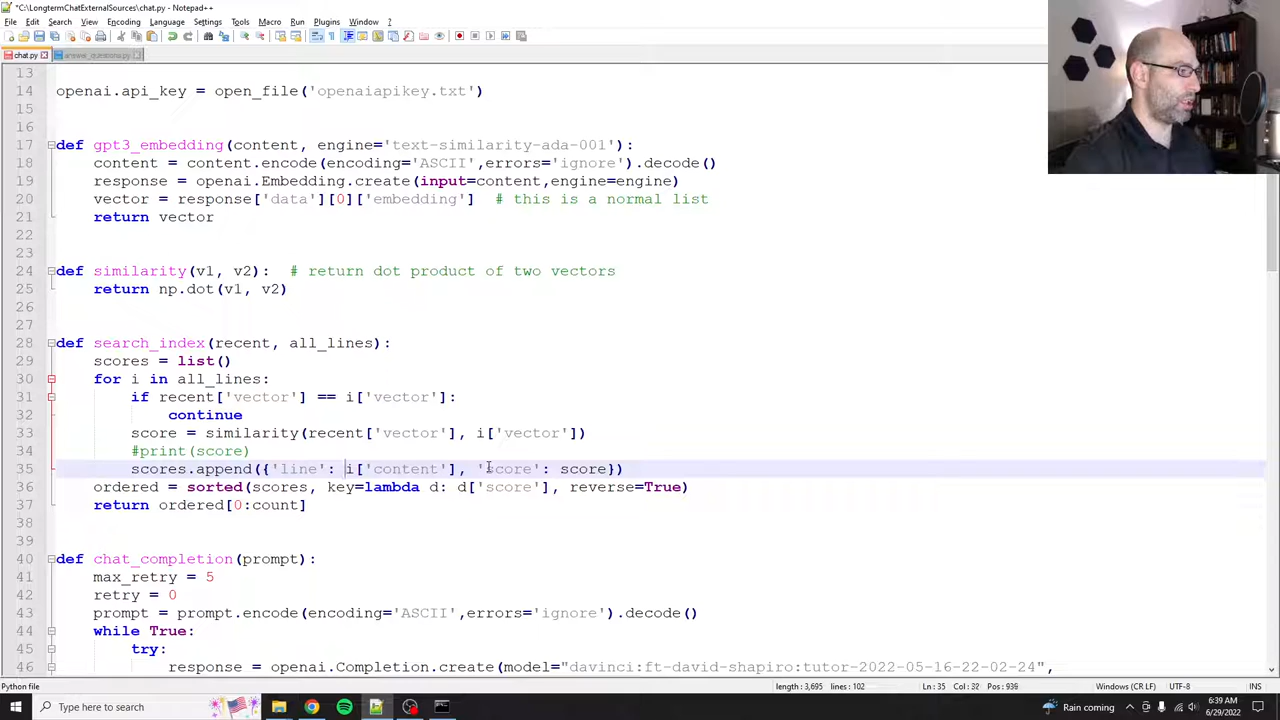 *C:\LongtermChatExternalSources\chat.py - Notepad++
File Edit Search View Encoding Language Settings Tools Macro Run Plugins Window ?
chat.py answer_question.py
13
14 openai.api_key = open_file('openaiapikey.txt')
15
16
17 def gpt3_embedding(content, engine='text-similarity-ada-001'):
18 content = content.encode(encoding='ASCII',errors='ignore').decode()
19 response = openai.Embedding.create(input=content,engine=engine)
20 vector = response['data'][0]['embedding'] # this is a normal list
21 return vector
22
23
24 def similarity(v1, v2): # return dot product of two vectors
25 return np.dot(v1, v2)
26
27
28 def search_index(recent, all_lines):
29 scores = list()
30 for i in all_lines:
31 if recent['vector'] == i['vector']:
32 continue
33 score = similarity(recent['vector'], i['vector'])
34 #print(score)
35 scores.append({'line': i['content'], 'score': score})
36 ordered = sorted(scores, key=lambda d: d['score'], reverse=True)
37 return ordered[0:count]
38
39
40 def chat_completion(prompt):
41 max_retry = 5
42 retry = 0
43 prompt = prompt.encode(encoding='ASCII',errors='ignore').decode()
44 while True:
45 try:
46 response = openai.Completion.create(model="davinci:ft-david-shapiro:tutor-2022-05-16-22-02-24",
Python file length : 3,695 lines : 102 Ln : 35 Col : 32 Pos : 936 Windows (CR LF) UTF-8 INS
Type here to search Rain coming 6:39 AM
6/29/2022